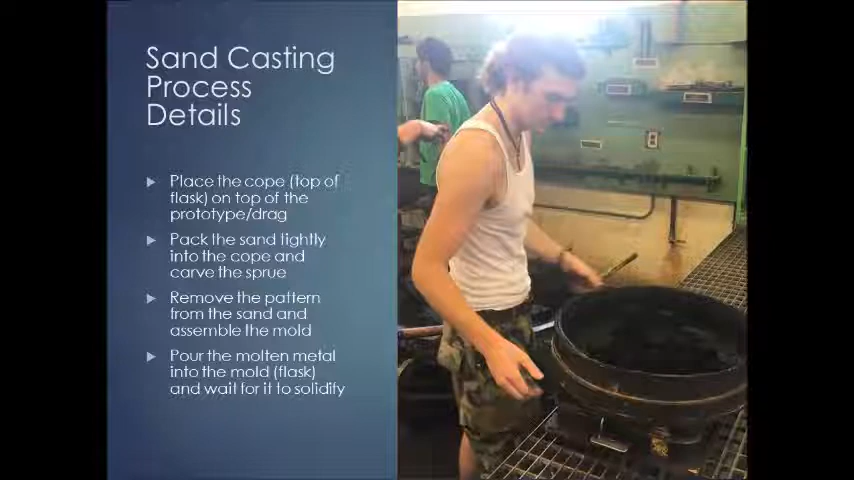 Sand Casting
Process
Details
Place the cope (top of
flask) on top of the
prototype/drag
Pack the sand tightly
into the cope and
carve the sprue
Remove the pattern
from the sand and
assemble the mold
Pour the molten metal
into the mold (flask)
and wait for it to solidify